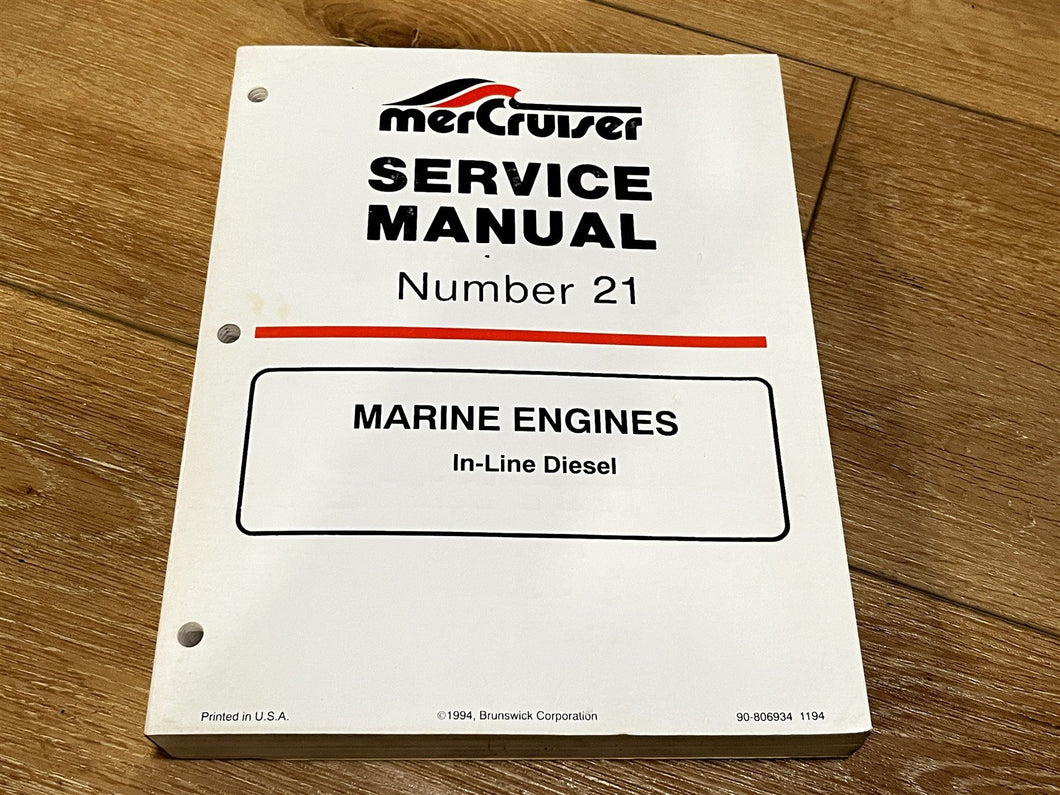 merCruiser
SERVICE
MANUAL
Number 21
MARINE ENGINES
In-Line Diesel
Printed in U.S.A.
©1994, Brunswick Corporation
90-806934 1194